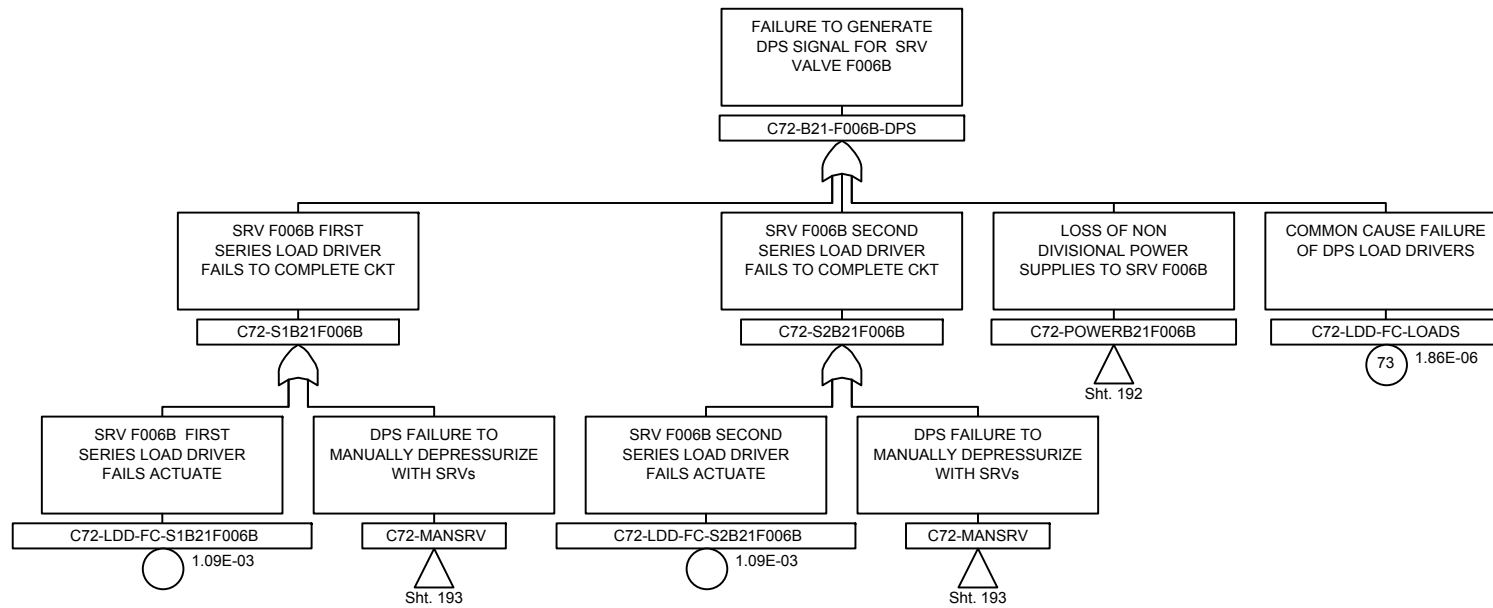 FAILURE TO GENERATE
DPS SIGNAL FOR SRV
VALVE F006B
C72-B21-F006B-DPS
SRV F006B FIRST
SERIES LOAD DRIVER
FAILS TO COMPLETE CKT
C72-S1B21F006B
SRV F006B SECOND
SERIES LOAD DRIVER
FAILS TO COMPLETE CKT
C72-S2B21F006B
LOSS OF NON
DIVISIONAL POWER
SUPPLIES TO SRV F006B
C72-POWERB21F006B
Sht. 192
COMMON CAUSE FAILURE
OF DPS LOAD DRIVERS
C72-LDD-FC-LOADS
73
1.86E-06
SRV F006B FIRST
SERIES LOAD DRIVER
FAILS ACTUATE
C72-LDD-FC-S1B21F006B
1.09E-03
DPS FAILURE TO
MANUALLY DEPRESSURIZE
WITH SRVs
C72-MANSRV
Sht. 193
SRV F006B SECOND
SERIES LOAD DRIVER
FAILS ACTUATE
C72-LDD-FC-S2B21F006B
1.09E-03
DPS FAILURE TO
MANUALLY DEPRESSURIZE
WITH SRVs
C72-MANSRV
Sht. 193